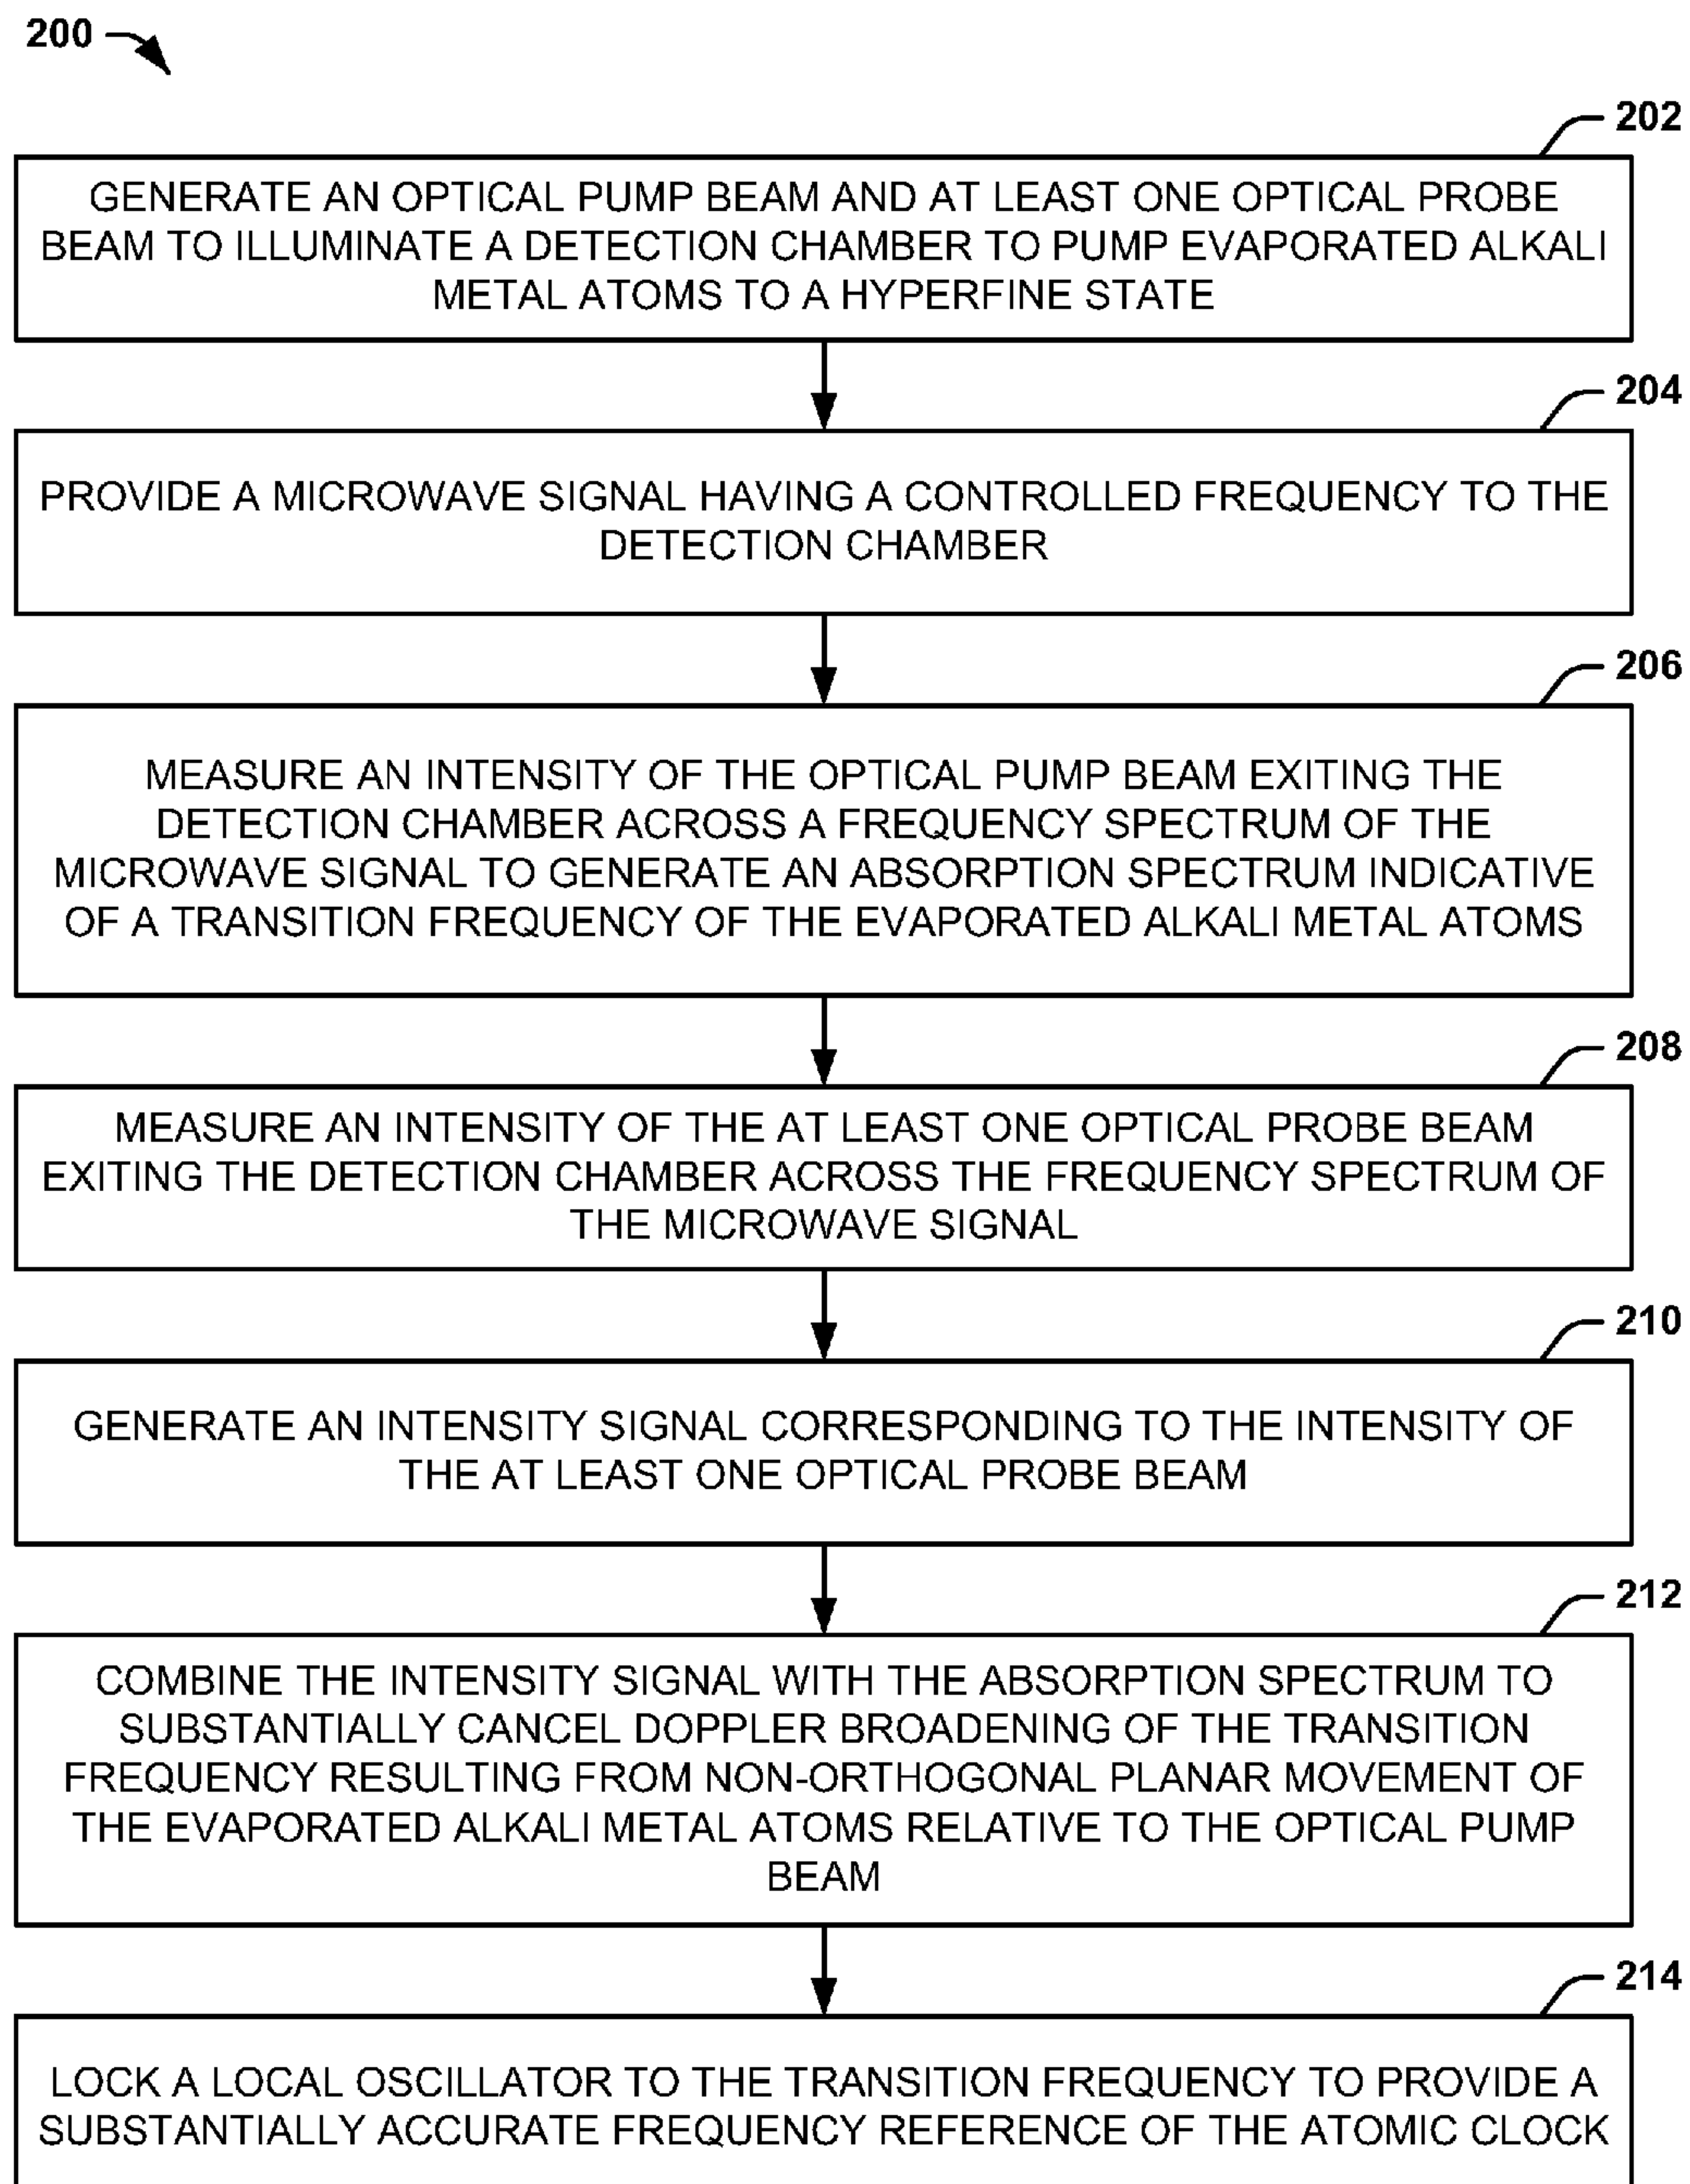 200
202
GENERATE AN OPTICAL PUMP BEAM AND AT LEAST ONE OPTICAL PROBE
BEAM TO ILLUMINATE A DETECTION CHAMBER TO PUMP EVAPORATED ALKALI
METAL ATOMS TO A HYPERFINE STATE
204
PROVIDE A MICROWAVE SIGNAL HAVING A CONTROLLED FREQUENCY TO THE
DETECTION CHAMBER
206
MEASURE AN INTENSITY OF THE OPTICAL PUMP BEAM EXITING THE
DETECTION CHAMBER ACROSS A FREQUENCY SPECTRUM OF THE
MICROWAVE SIGNAL TO GENERATE AN ABSORPTION SPECTRUM INDICATIVE
OF A TRANSITION FREQUENCY OF THE EVAPORATED ALKALI METAL ATOMS
208
MEASURE AN INTENSITY OF THE AT LEAST ONE OPTICAL PROBE BEAM
EXITING THE DETECTION CHAMBER ACROSS THE FREQUENCY SPECTRUM OF
THE MICROWAVE SIGNAL
210
GENERATE AN INTENSITY SIGNAL CORRESPONDING TO THE INTENSITY OF
THE AT LEAST ONE OPTICAL PROBE BEAM
212
COMBINE THE INTENSITY SIGNAL WITH THE ABSORPTION SPECTRUM TO
SUBSTANTIALLY CANCEL DOPPLER BROADENING OF THE TRANSITION
FREQUENCY RESULTING FROM NON-ORTHOGONAL PLANAR MOVEMENT OF
THE EVAPORATED ALKALI METAL ATOMS RELATIVE TO THE OPTICAL PUMP
BEAM
214
LOCK A LOCAL OSCILLATOR TO THE TRANSITION FREQUENCY TO PROVIDE A
SUBSTANTIALLY ACCURATE FREQUENCY REFERENCE OF THE ATOMIC CLOCK